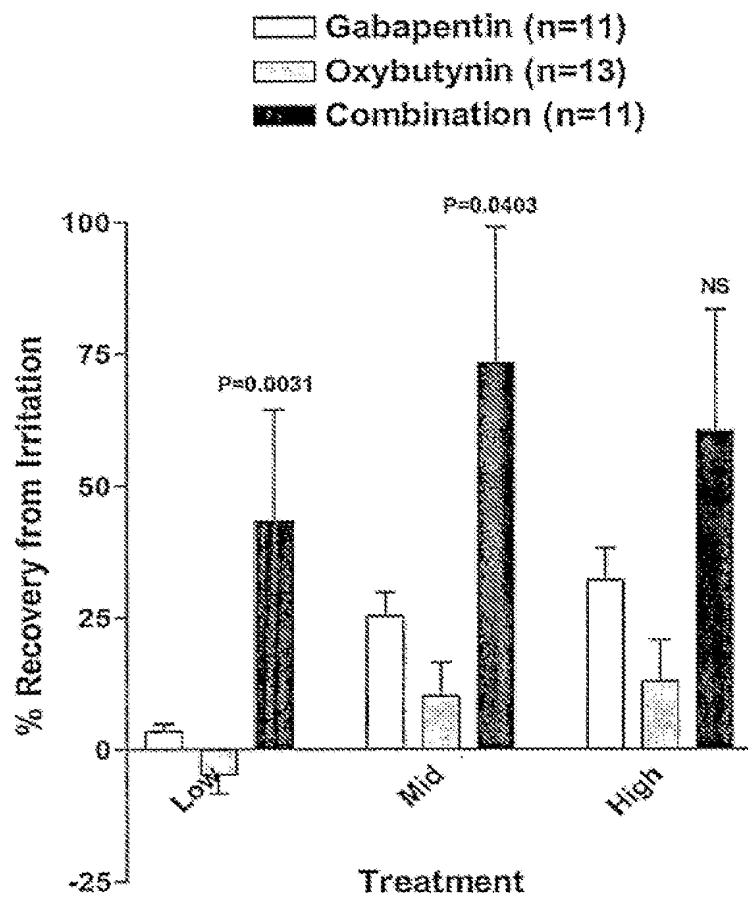 Gabapentin (n=11)
Oxybutynin (n=13)
Combination (n=11)
P=0.0403
100
NS
75
P=0.0031
50
25
0
-25
% Recovery from Irritation
Low
Mid
High
Treatment